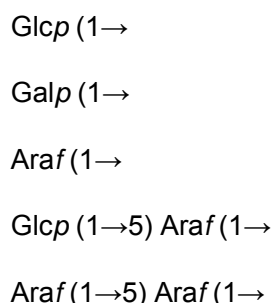 Glcp (1→
Galp (1→
Araf (1→
Glcp (1→5) Araf (1→
Araf (1→5) Araf (1→